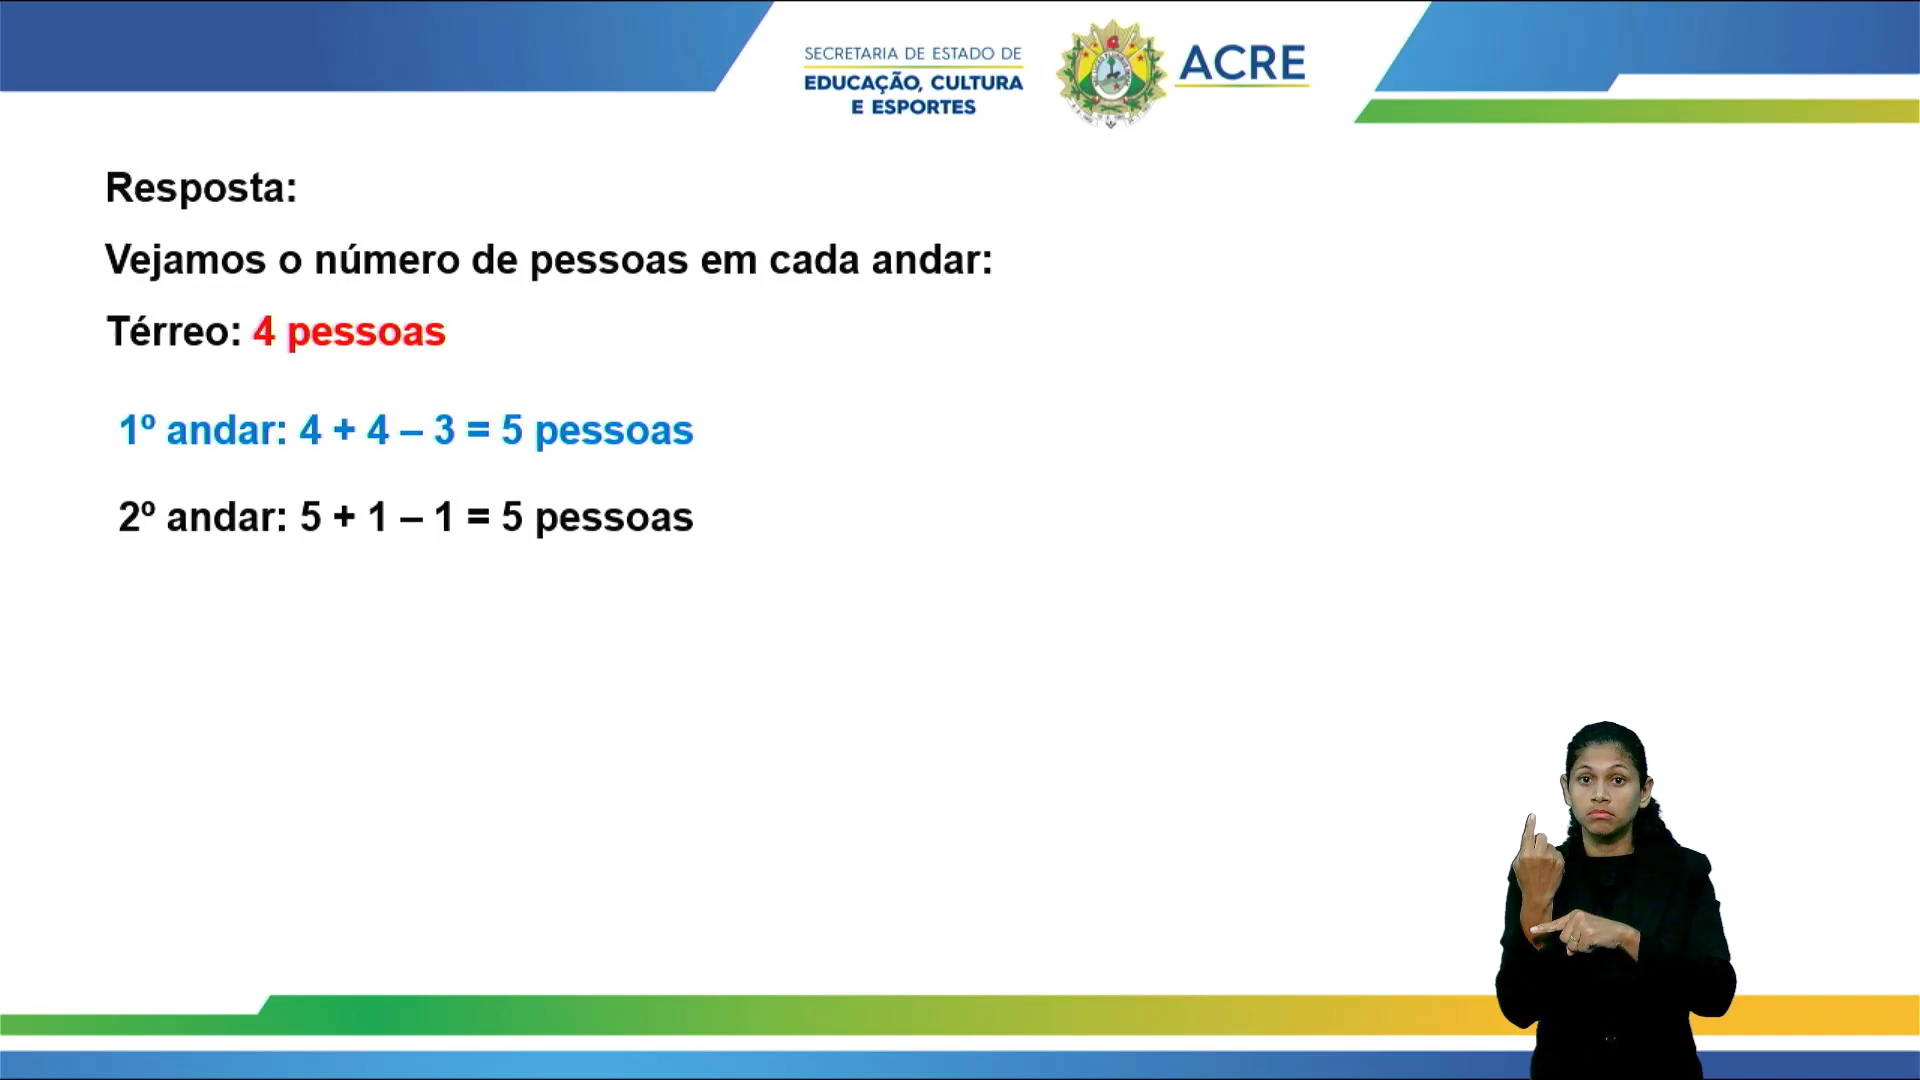 SECRETARIA DE ESTADO DE
EDUCAÇÃO, CULTURA
E ESPORTES
ACRE
Resposta:
Vejamos o número de pessoas em cada andar:
Térreo: 4 pessoas
1º andar: 4 + 4 – 3 = 5 pessoas
2º andar: 5 + 1 – 1 = 5 pessoas